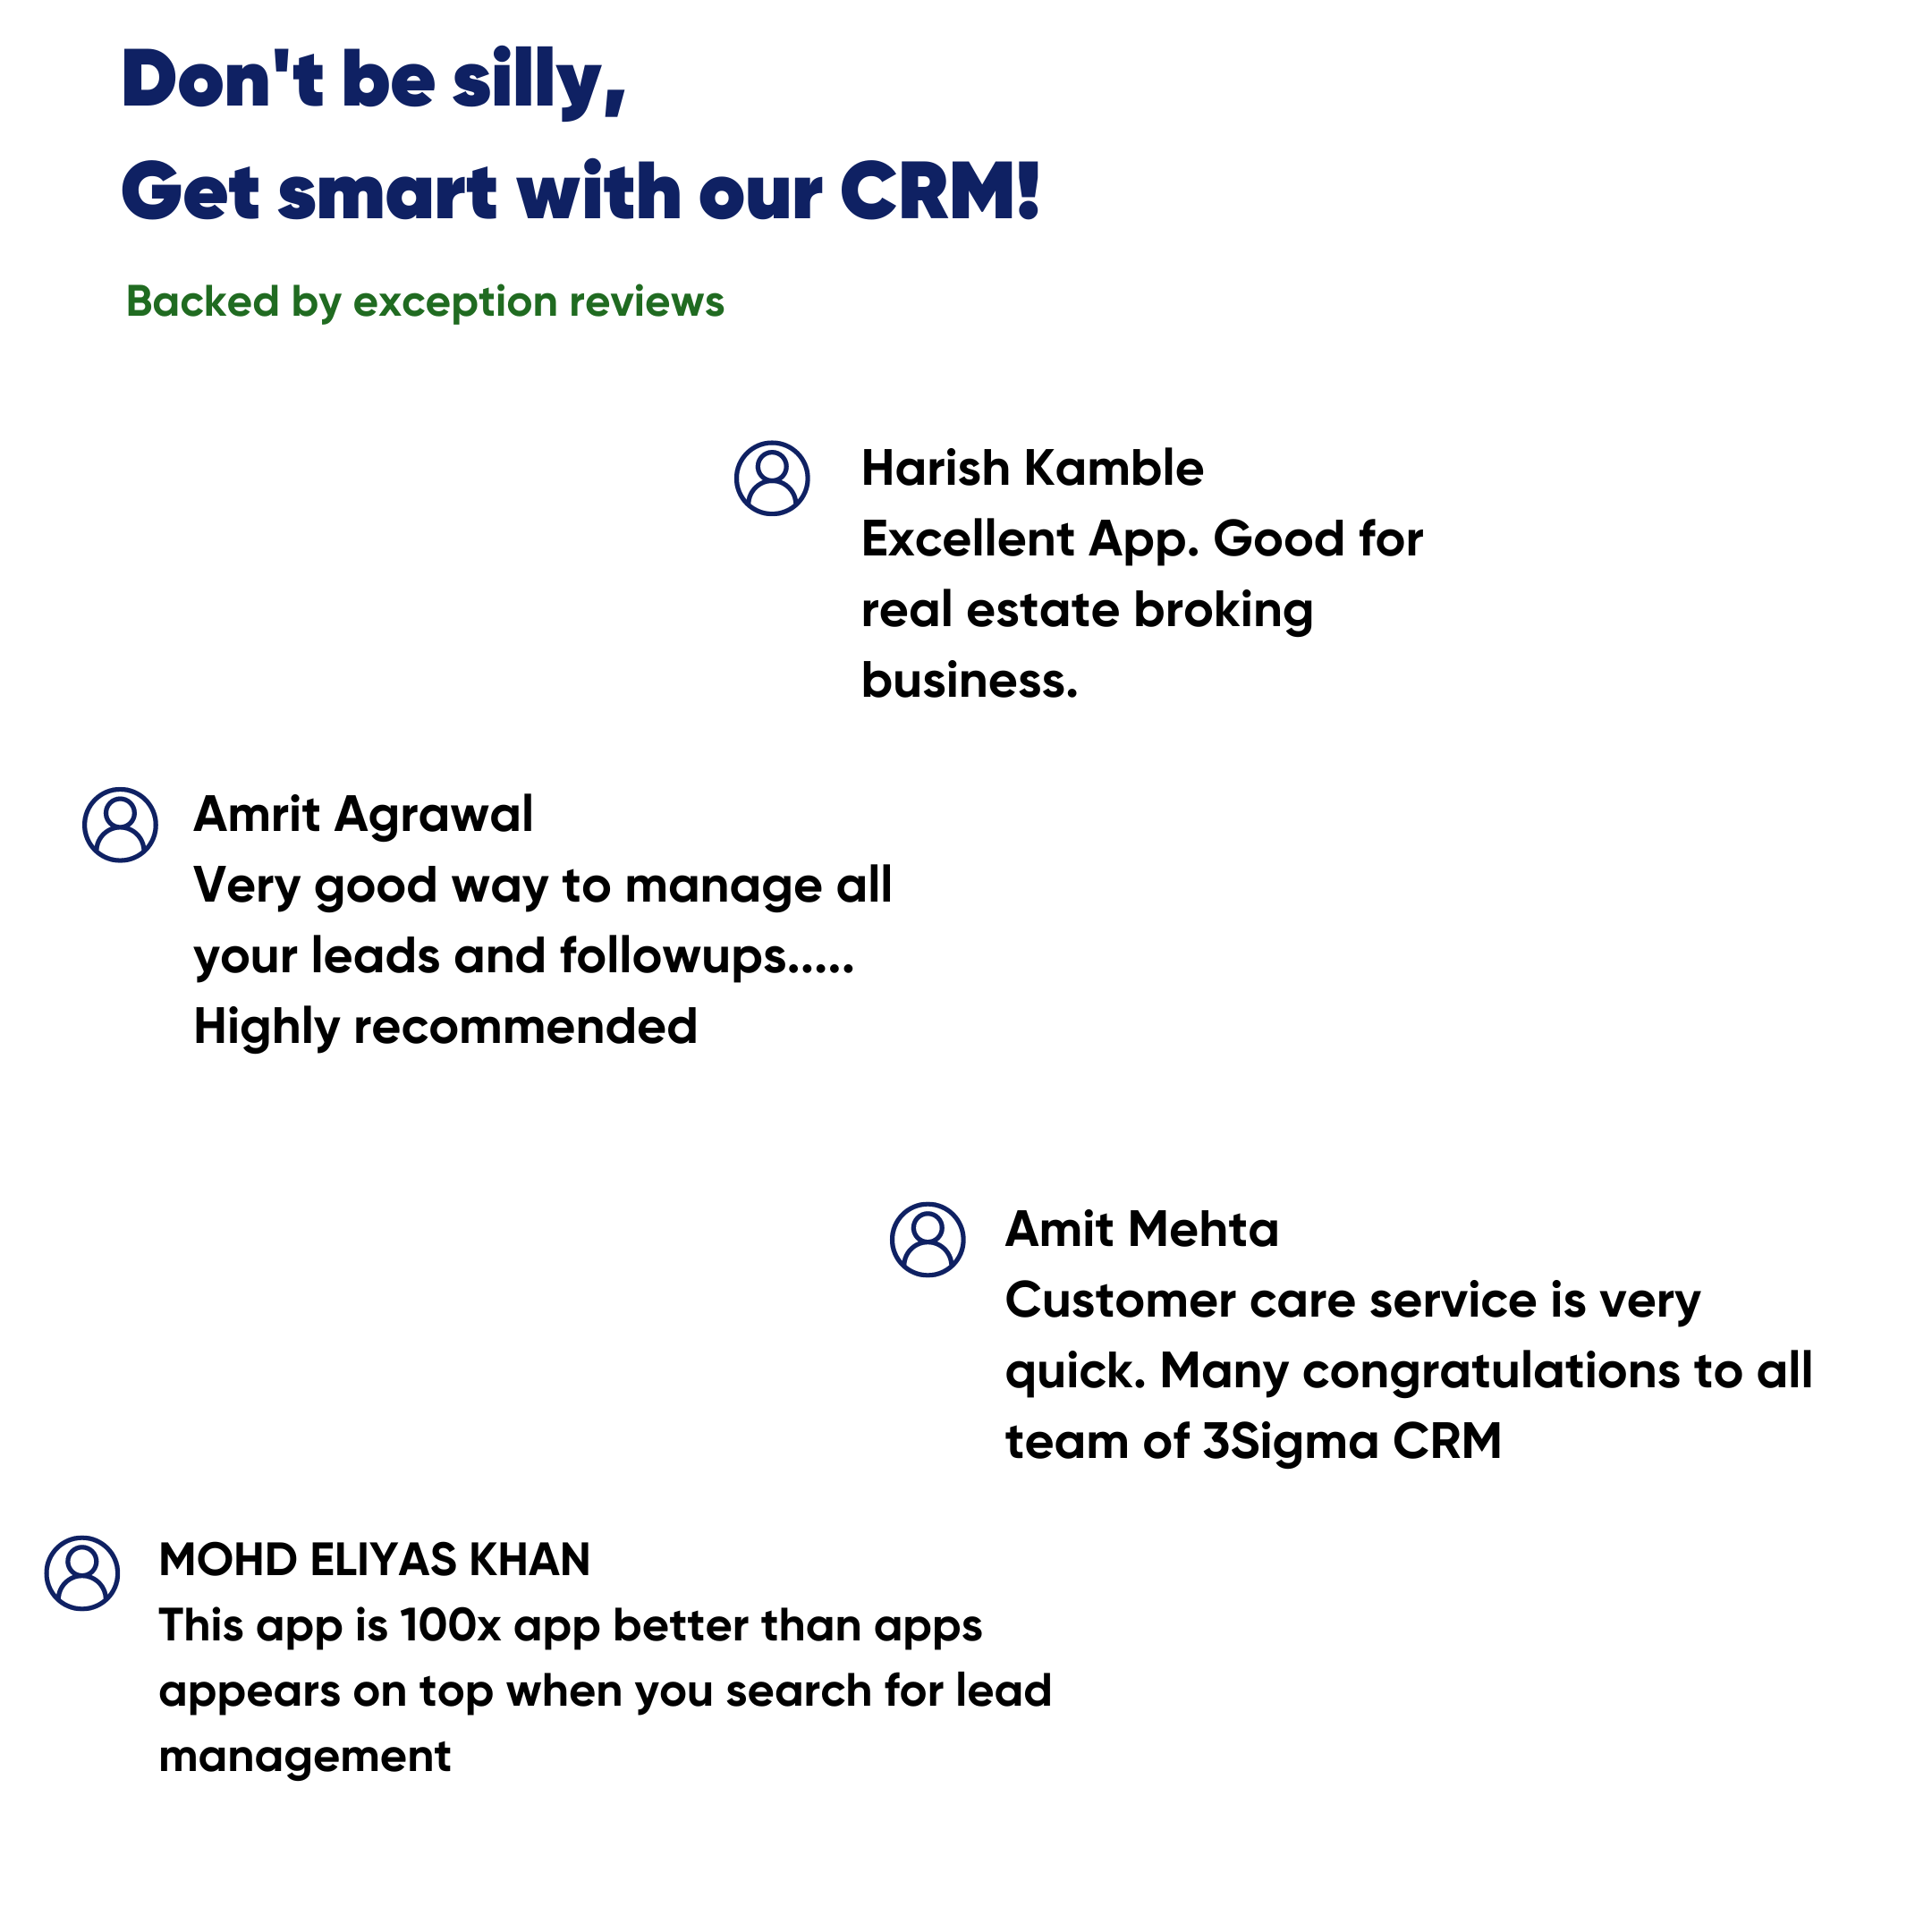 Don't be silly,
Get smart with our CRM!
Backed by exception reviews
Harish Kamble
Excellent App. Good for
real estate broking
business.
Amrit Agrawal
Very good way to manage all
your leads and followups.....
Highly recommended
Amit Mehta
Customer care service is very
quick. Many congratulations to all
team of 3Sigma CRM
MOHD ELIYAS KHAN
This app is 100x app better than apps
appears on top when you search for lead
management